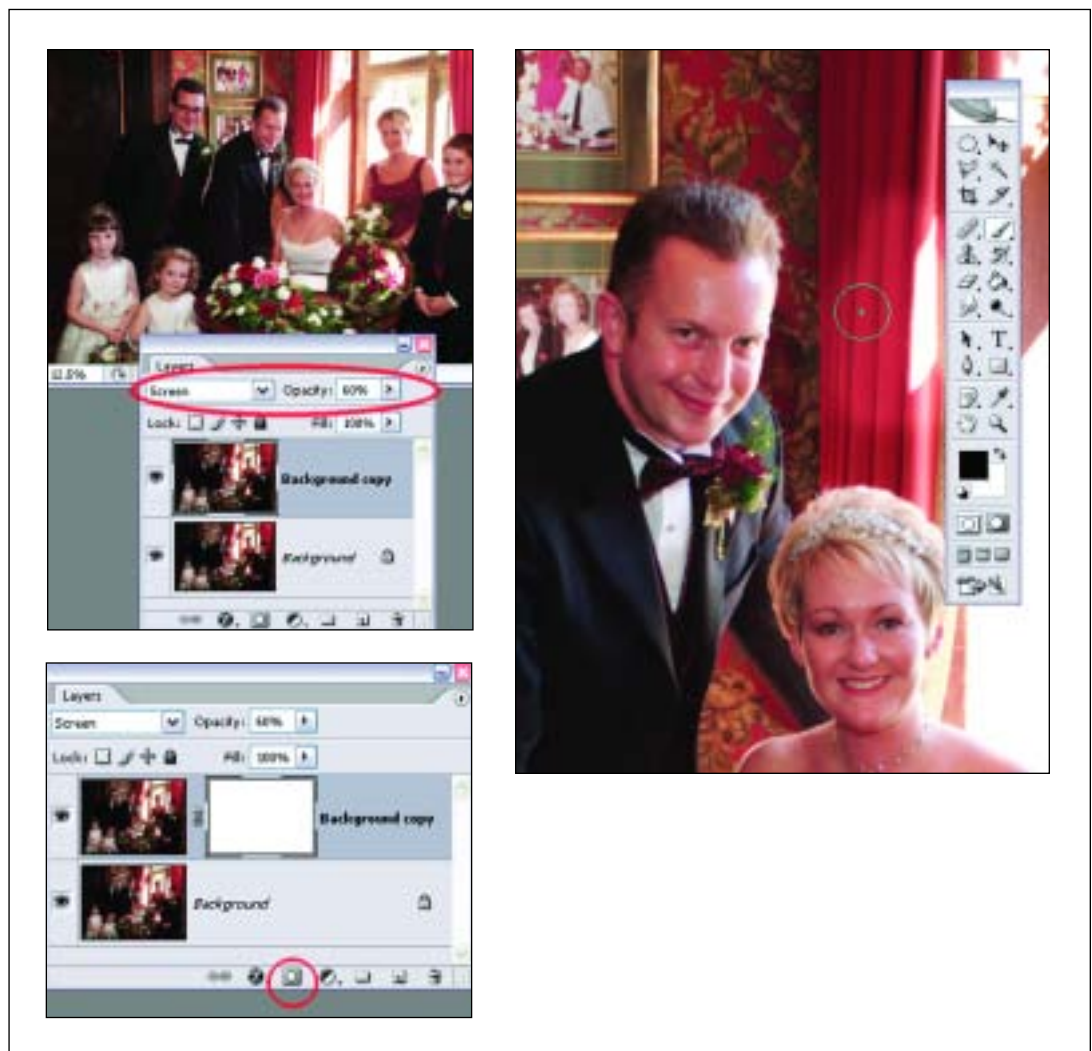 Layers
Screen Opacity: 60%
Lock: Fill: 100%
Background copy
Background
Layers
Screen Opacity: 60%
Lock: Fill: 100%
Background copy
Background
T